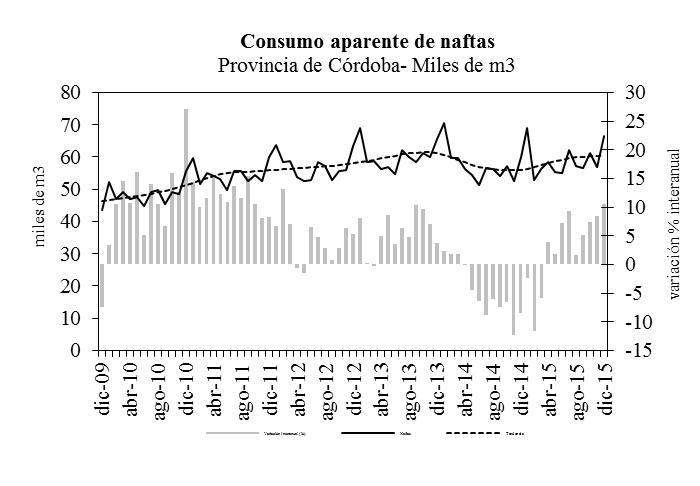 Consumo aparente de naftas
Provincia de Córdoba- Miles de m3
miles de m3
80
70
60
50
40
30
20
10
0
30
25
20
15
10
5
0
-5
-10
-15
variación % interanual
dic-09
abr-10
ago-10
dic-10
abr-11
ago-11
dic-11
abr-12
ago-12
dic-12
abr-13
ago-13
dic-13
abr-14
ago-14
dic-14
abr-15
ago-15
dic-15
Variación interanual (%)
Naftas
Tendencia